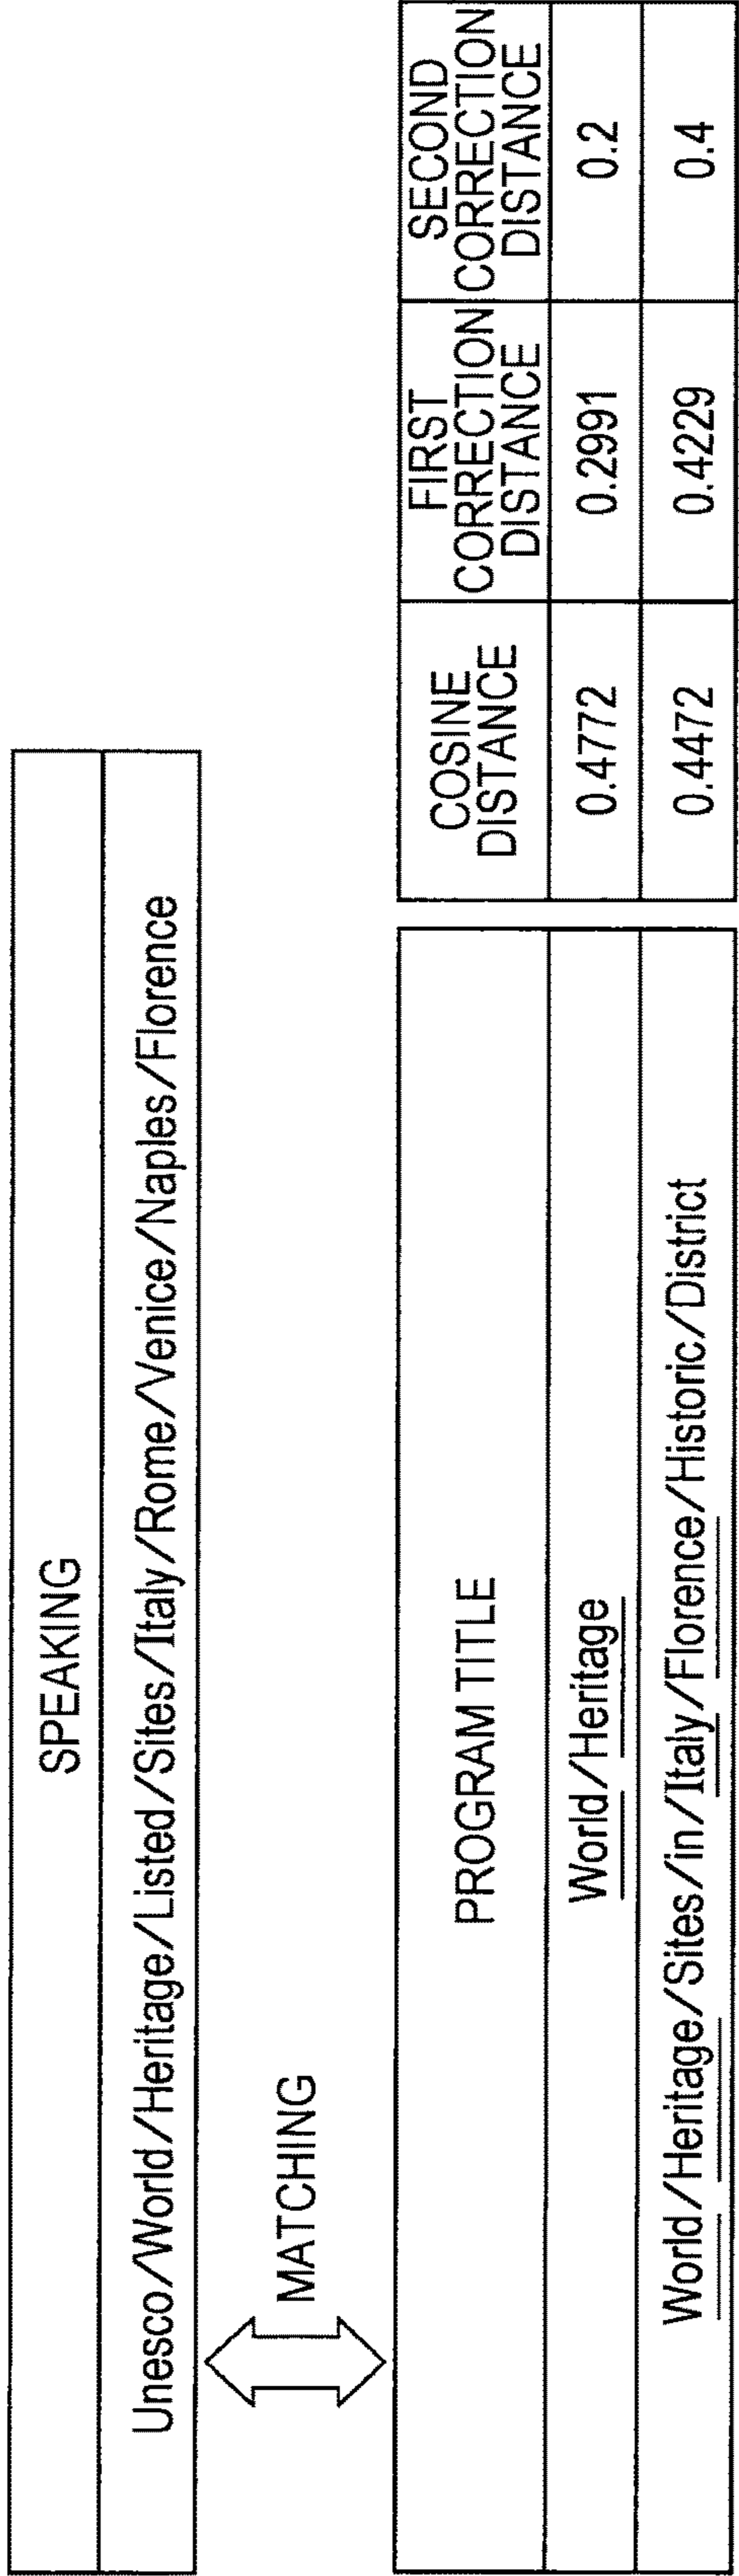 SPEAKING
Unesco/World/Heritage/Listed/Sites/Italy/Rome/Venice/Naples/Florence
MATCHING
PROGRAM TITLE
COSINE
DISTANCE
FIRST
CORRECTION
DISTANCE
SECOND
CORRECTION
DISTANCE
World/Heritage
0.4772
0.2991
0.2
World/Heritage/Sites/in/Italy/Florence/Historic/District
0.4472
0.4229
0.4